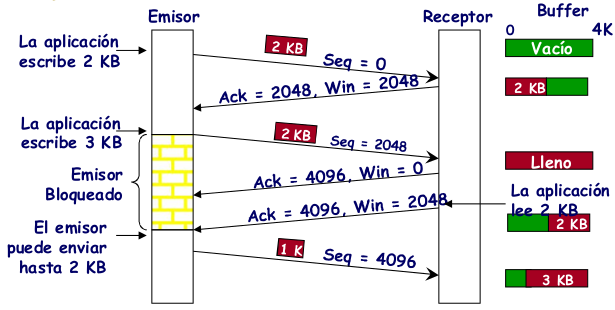 Emisor
Receptor
Buffer
0
4K
La aplicación
escribe 2 KB
2 KB
Seq = 0
Vacío
Ack = 2048, Win = 2048
2 KB
La aplicación
escribe 3 KB
2 KB
Seq = 2048
Lleno
Emisor
Bloqueado
Ack = 4096, Win = 0
La aplicación
lee 2 KB
Ack = 4096, Win = 2048
2 KB
El emisor
puede enviar
hasta 2 KB
1 K
Seq = 4096
3 KB